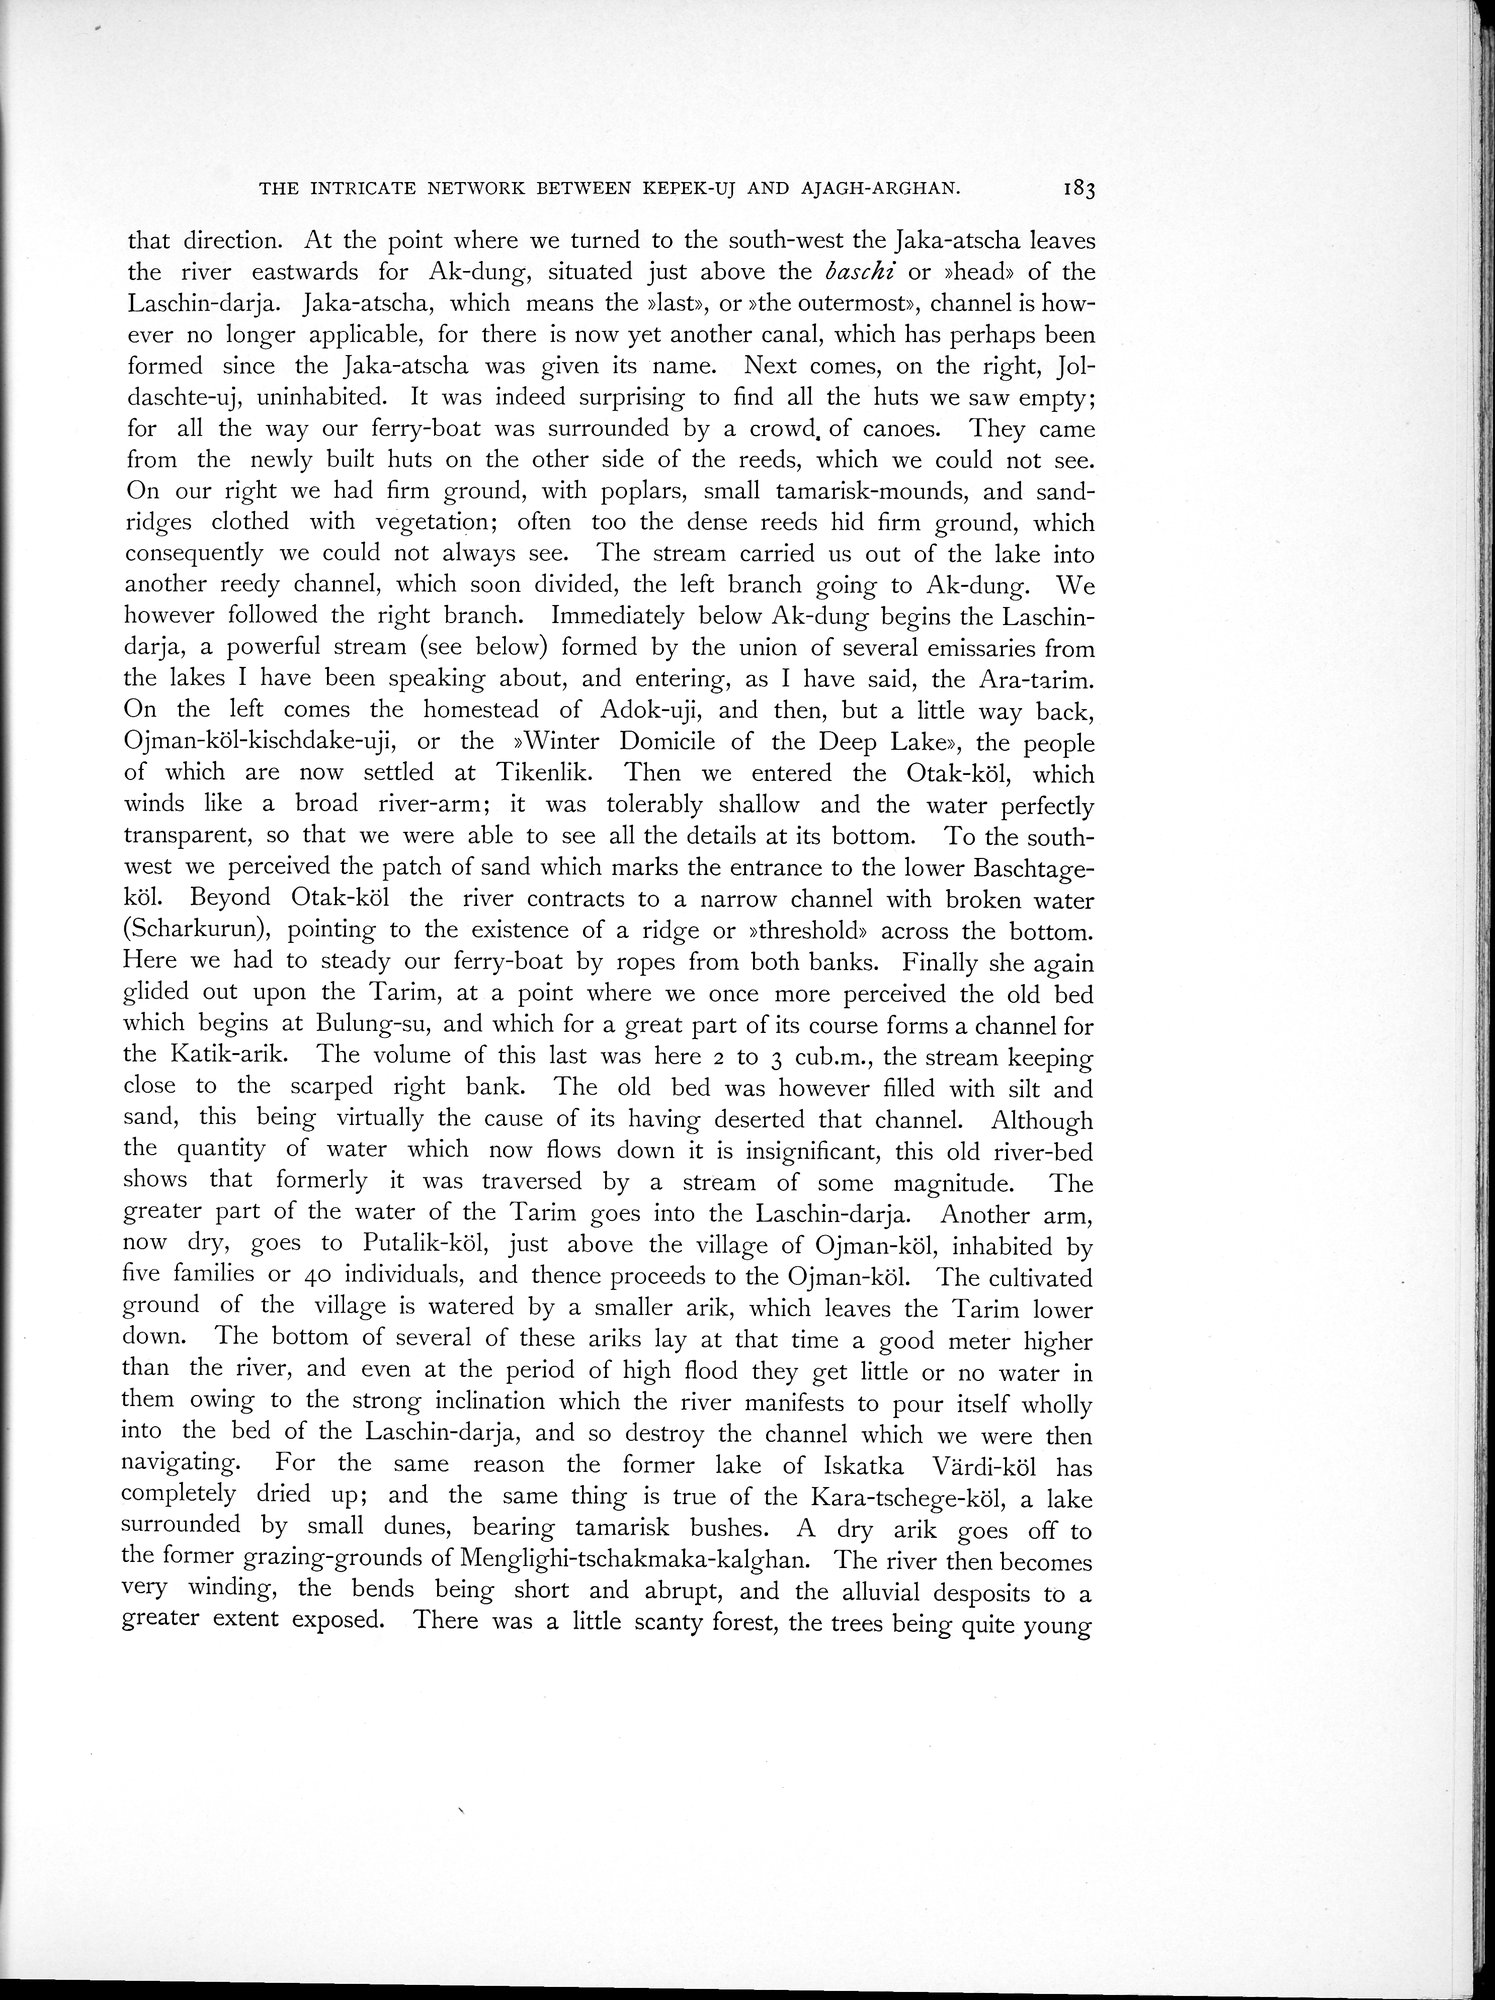 THE INTRICATE NETWORK BETWEEN KEPEK-UJ AND AJAGH-ARGHAN. 183
that direction. At the point where we turned to the south-west the Jaka-atscha leaves
the river eastwards for Ak-dung, situated just above the baschi or »head» of the
Laschin-darja. Jaka-atscha, which means the »last», or »the outermost», channel is how-
ever no longer applicable, for there is now yet another canal, which has perhaps been
formed since the Jaka-atscha was given its name. Next comes, on the right, Jol-
daschte-uj, uninhabited. It was indeed surprising to find all the huts we saw empty;
for all the way our ferry-boat was surrounded by a crowd. of canoes. They came
from the newly built huts on the other side of the reeds, which we could not see.
On our right we had firm ground, with poplars, small tamarisk-mounds, and sand-
ridges clothed with vegetation; often too the dense reeds hid firm ground, which
consequently we could not always see. The stream carried us out of the lake into
another reedy channel, which soon divided, the left branch going to Ak-dung. We
however followed the right branch. Immediately below Ak-dung begins the Laschin-
darja, a powerful stream (see below) formed by the union of several emissaries from
the lakes I have been speaking about, and entering, as I have said, the Ara-tarim.
On the left comes the homestead of Adok-uji, and then, but a little way back,
Ojman-köl-kischdake-uji, or the »Winter Domicile of the Deep Lake», the people
of which are now settled at Tikenlik. Then we entered the Otak-köl, which
winds like a broad river-arm; it was tolerably shallow and the water perfectly
transparent, so that we were able to see all the details at its bottom. To the south-
west we perceived the patch of sand which marks the entrance to the lower Baschtage-
köl. Beyond Otak-köl the river contracts to a narrow channel with broken water
(Scharkurun), pointing to the existence of a ridge or »threshold» across the bottom.
Here we had to steady our ferry-boat by ropes from both banks. Finally she again
glided out upon the Tarim, at a point where we once more perceived the old bed
which begins at Bulung-su, and which for a great part of its course forms a channel for
the Katik-arik. The volume of this last was here 2 to 3 cub.m., the stream keeping
close to the scarped right bank. The old bed was however filled with silt and
sand, this being virtually the cause of its having deserted that channel. Although
the quantity of water which now flows down it is insignificant, this old river-bed
shows that formerly it was traversed by a stream of some magnitude. The
greater part of the water of the Tarim goes into the Laschin-darja. Another arm,
now dry, goes to Putalik-köl, just above the village of Ojman-köl, inhabited by
five families or 40 individuals, and thence proceeds to the Ojman-köl. The cultivated
ground of the village is watered by a smaller arik, which leaves the Tarim lower
down. The bottom of several of these ariks lay at that time a good meter higher
than the river, and even at the period of high flood they get little or no water in
them owing to the strong inclination which the river manifests to pour itself wholly
into the bed of the Laschin-darja, and so destroy the channel which we were then
navigating. For the same reason the former lake of Iskatka Värdi-köl has
completely dried up; and the same thing is true of the Kara-tschege-köl, a lake
surrounded by small dunes, bearing tamarisk bushes. A dry arik goes off to
the former grazing-grounds of Menglighi-tschakmaka-kalghan. The river then becomes
very winding, the bends being short and abrupt, and the alluvial desposits to a
greater extent exposed. There was a little scanty forest, the trees being quite young